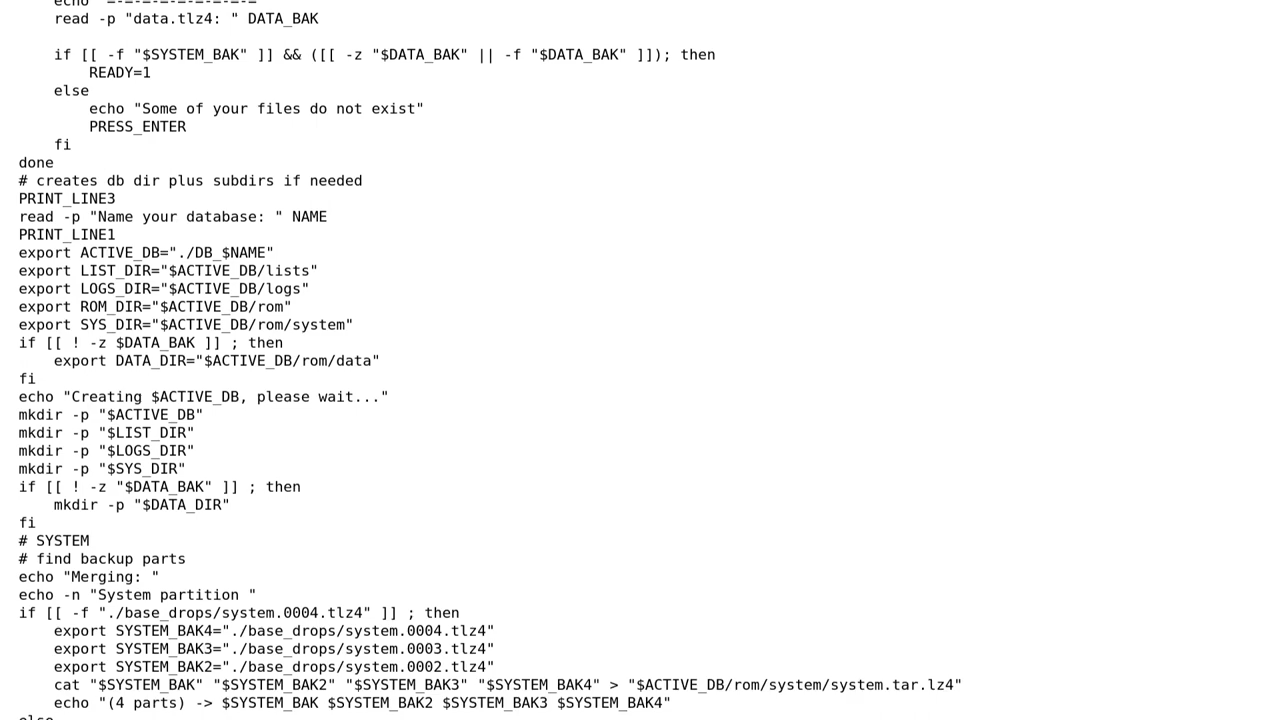 echo "=-=-=-=-=-=-=-=-="
read -p "data.tlz4: " DATA_BAK
if [[ -f "$SYSTEM_BAK" ]] && ([[ -z "$DATA_BAK" || -f "$DATA_BAK" ]]); then
READY=1
else
echo "Some of your files do not exist"
PRESS_ENTER
fi
done
# creates db dir plus subdirs if needed
PRINT_LINE3
read -p "Name your database: " NAME
PRINT_LINE1
export ACTIVE_DB="./DB_$NAME"
export LIST_DIR="$ACTIVE_DB/lists"
export LOGS_DIR="$ACTIVE_DB/logs"
export ROM_DIR="$ACTIVE_DB/rom"
export SYS_DIR="$ACTIVE_DB/rom/system"
if [[ ! -z $DATA_BAK ]] ; then
export DATA_DIR="$ACTIVE_DB/rom/data"
fi
echo "Creating $ACTIVE_DB, please wait..."
mkdir -p "$ACTIVE_DB"
mkdir -p "$LIST_DIR"
mkdir -p "$LOGS_DIR"
mkdir -p "$SYS_DIR"
if [[ ! -z "$DATA_BAK" ]] ; then
mkdir -p "$DATA_DIR"
fi
# SYSTEM
# find backup parts
echo "Merging: "
echo -n "System partition "
if [[ -f "./base_drops/system.0004.tlz4" ]] ; then
export SYSTEM_BAK4="./base_drops/system.0004.tlz4"
export SYSTEM_BAK3="./base_drops/system.0003.tlz4"
export SYSTEM_BAK2="./base_drops/system.0002.tlz4"
cat "$SYSTEM_BAK" "$SYSTEM_BAK2" "$SYSTEM_BAK3" "$SYSTEM_BAK4" > "$ACTIVE_DB/rom/system/system.tar.lz4"
echo "(4 parts) -> $SYSTEM_BAK $SYSTEM_BAK2 $SYSTEM_BAK3 $SYSTEM_BAK4"
else